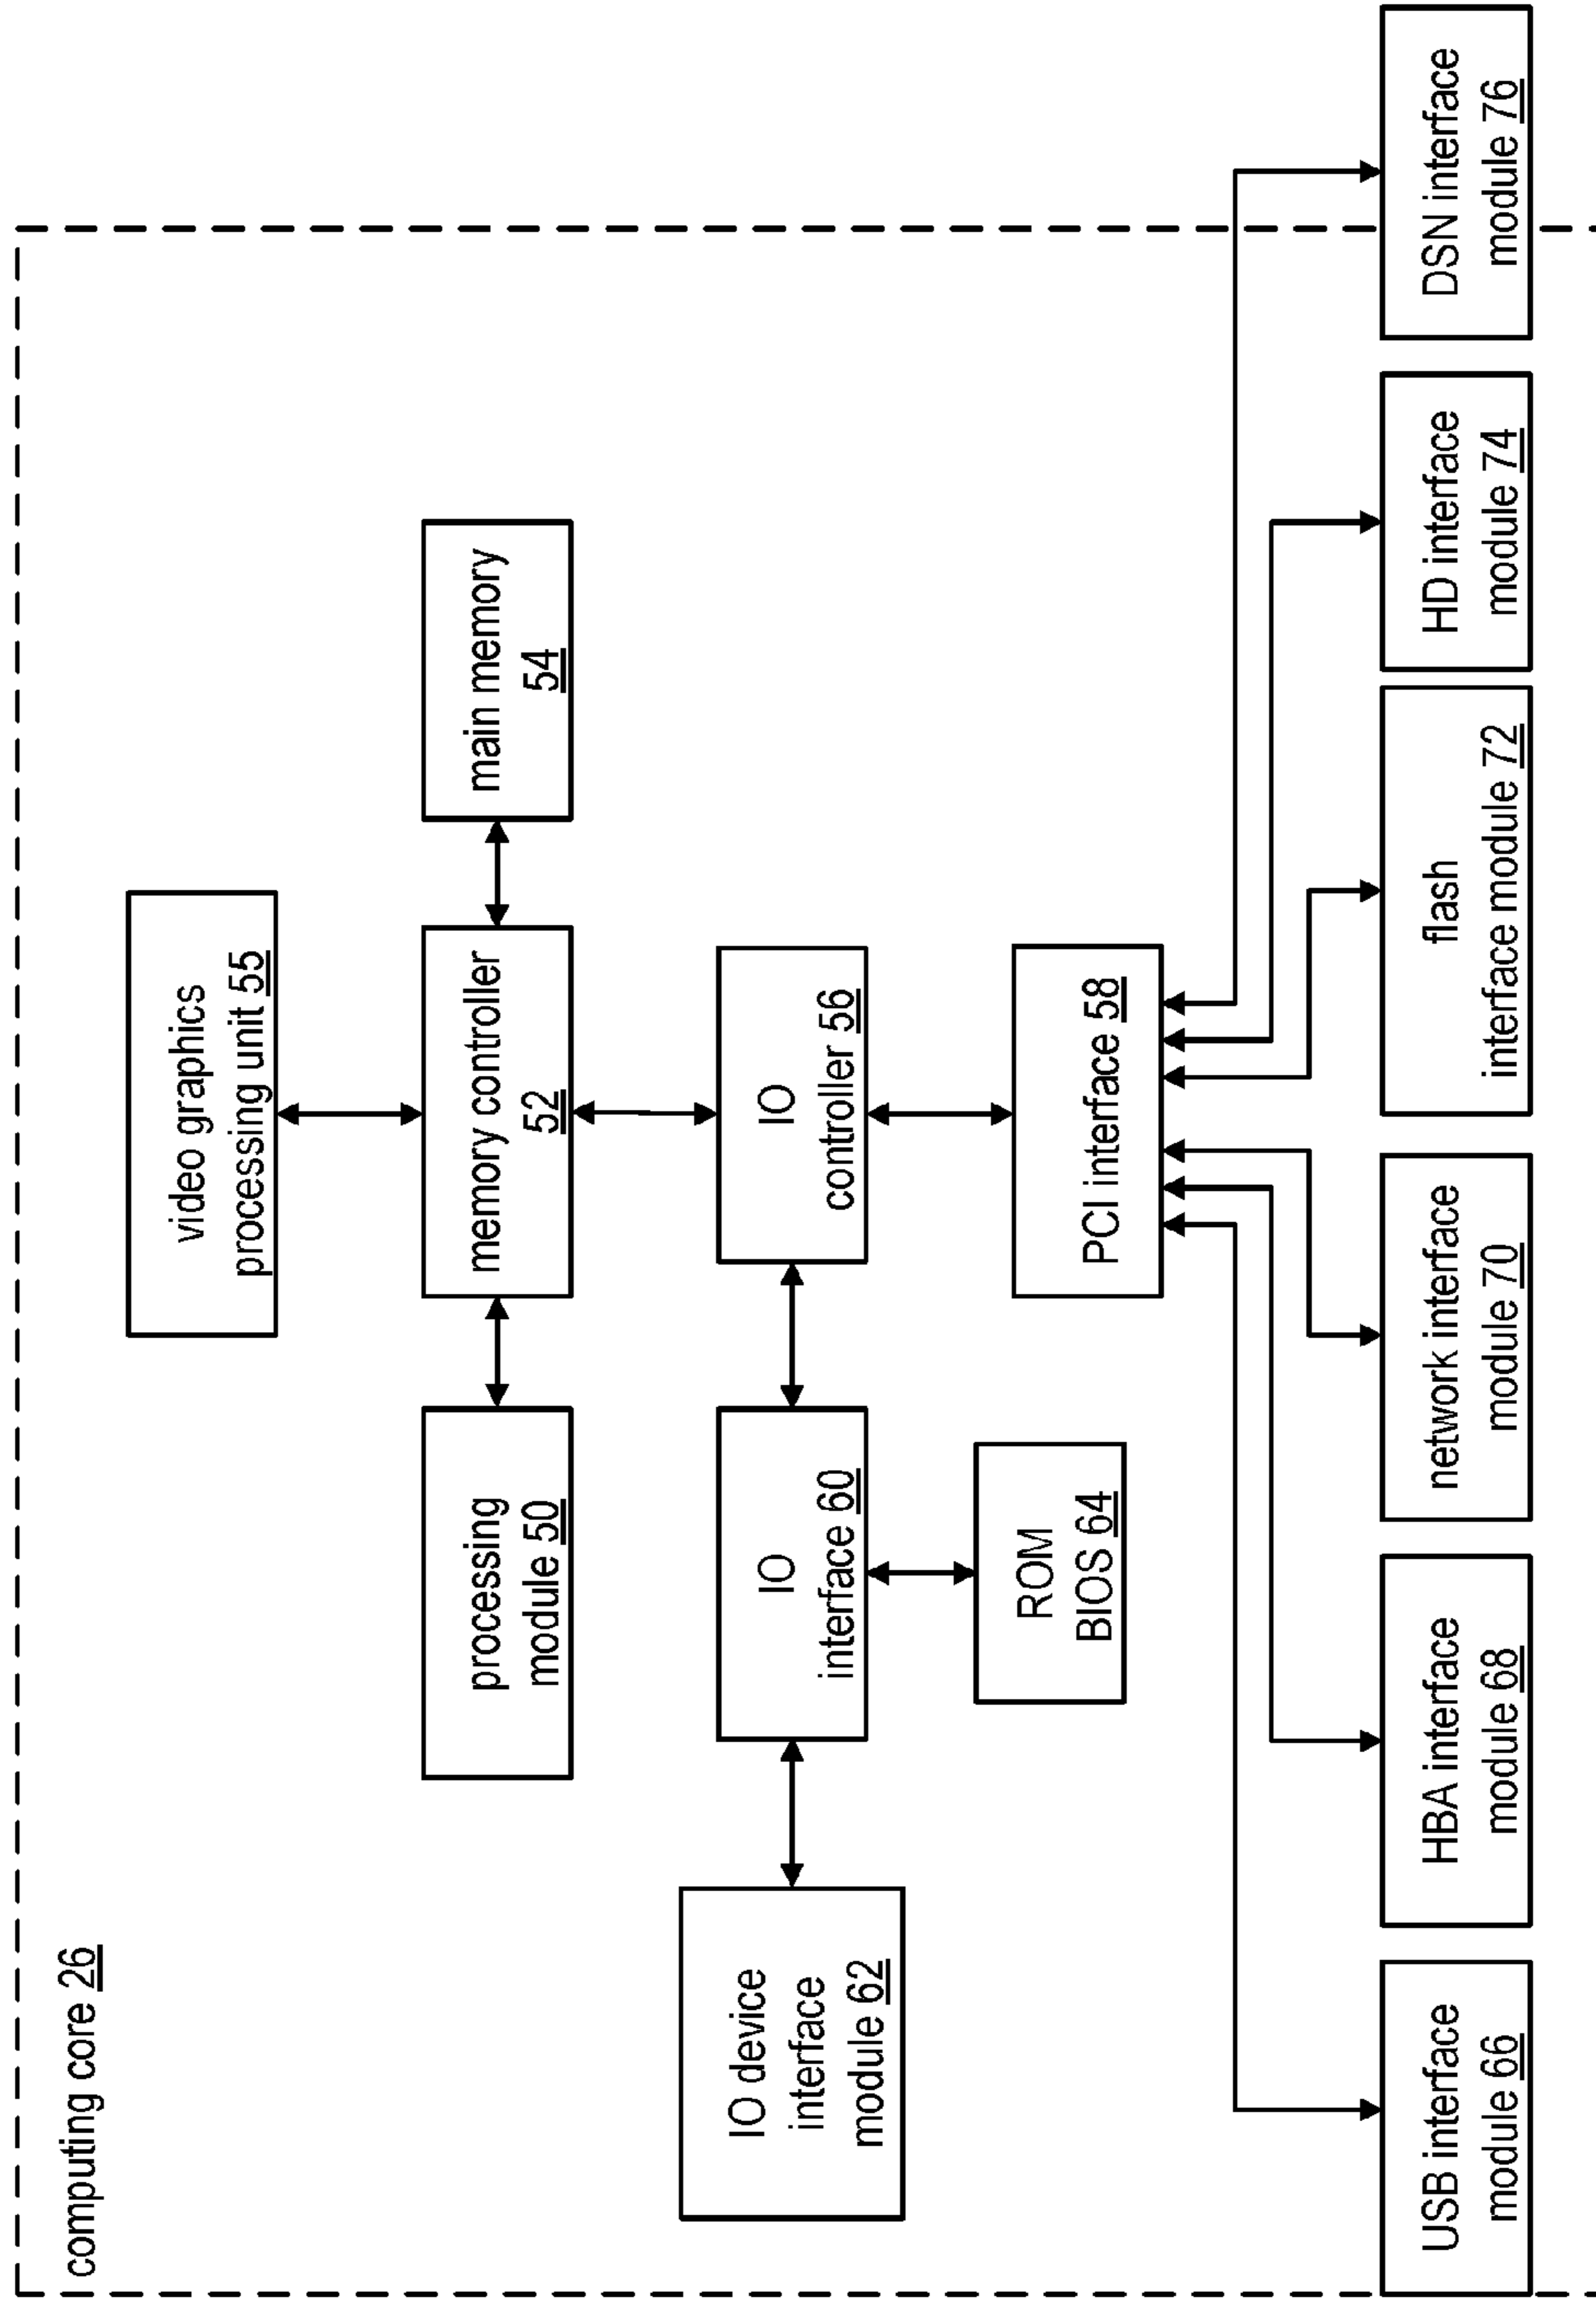 computing core 26
video graphics
processing unit 55
processing
module 50
memory controller
52
main memory
54
IO device
interface
module 62
IO
interface 60
IO
controller 56
ROM
BIOS 64
PCI interface 58
USB interface
module 66
HBA interface
module 68
network interface
module 70
flash
interface module 72
HD interface
module 74
DSN interface
module 76